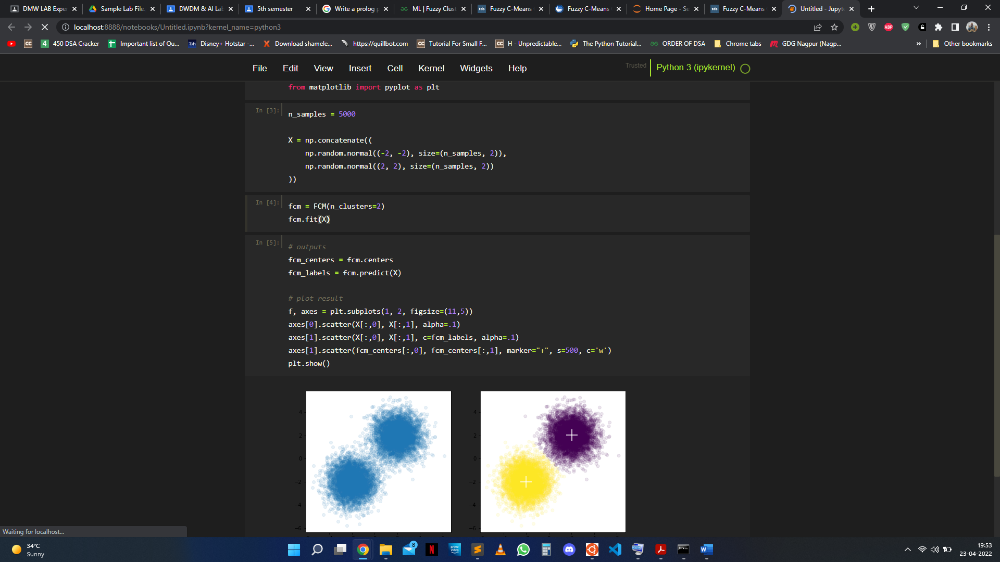 DMW LAB Expe
Sample Lab File
DWDM & AI Lab
5th semester
Write a prolog p
ML | Fuzzy Clust
Fuzzy C-Means
Fuzzy C-Means
Home Page - Se
Fuzzy C-Means
Untitled - Jupyte
localhost:8888/notebooks/Untitled.ipynb?kernel_name=python3
450 DSA Cracker
Important list of Qu...
Disney+ Hotstar -...
Download shamele...
https://quillbot.com
Tutorial For Small F...
H - Unpredictable...
The Python Tutorial...
ORDER OF DSA
Chrome tabs
GDG Nagpur (Nagp...
»
Other bookmarks
File Edit View Insert Cell Kernel Widgets Help
Trusted
Python 3 (ipykernel)
from matplotlib import pyplot as plt
In [3]:
n_samples = 5000
X = np.concatenate((
np.random.normal((-2, -2), size=(n_samples, 2)),
np.random.normal((2, 2), size=(n_samples, 2))
))
In [4]:
fcm = FCM(n_clusters=2)
fcm.fit(X)
In [5]:
# outputs
fcm_centers = fcm.centers
fcm_labels = fcm.predict(X)
# plot result
f, axes = plt.subplots(1, 2, figsize=(11,5))
axes[0].scatter(X[:,0], X[:,1], alpha=.1)
axes[1].scatter(X[:,0], X[:,1], c=fcm_labels, alpha=.1)
axes[1].scatter(fcm_centers[:,0], fcm_centers[:,1], marker="+", s=500, c='w')
plt.show()
4
2
0
−2
−4
−6
4
2
0
−2
−4
−6
Waiting for localhost...
34°C
Sunny
8
19:53
23-04-2022